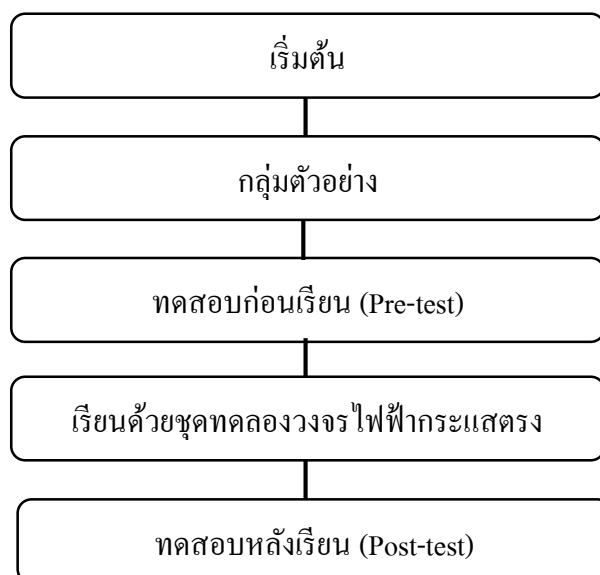 เริ่มต้น
กลุ่มตัวอย่าง
ทดสอบก่อนเรียน (Pre-test)
เรียนด้วยชุดทดลองวงจรไฟฟ้ากระแสตรง
ทดสอบหลังเรียน (Post-test)